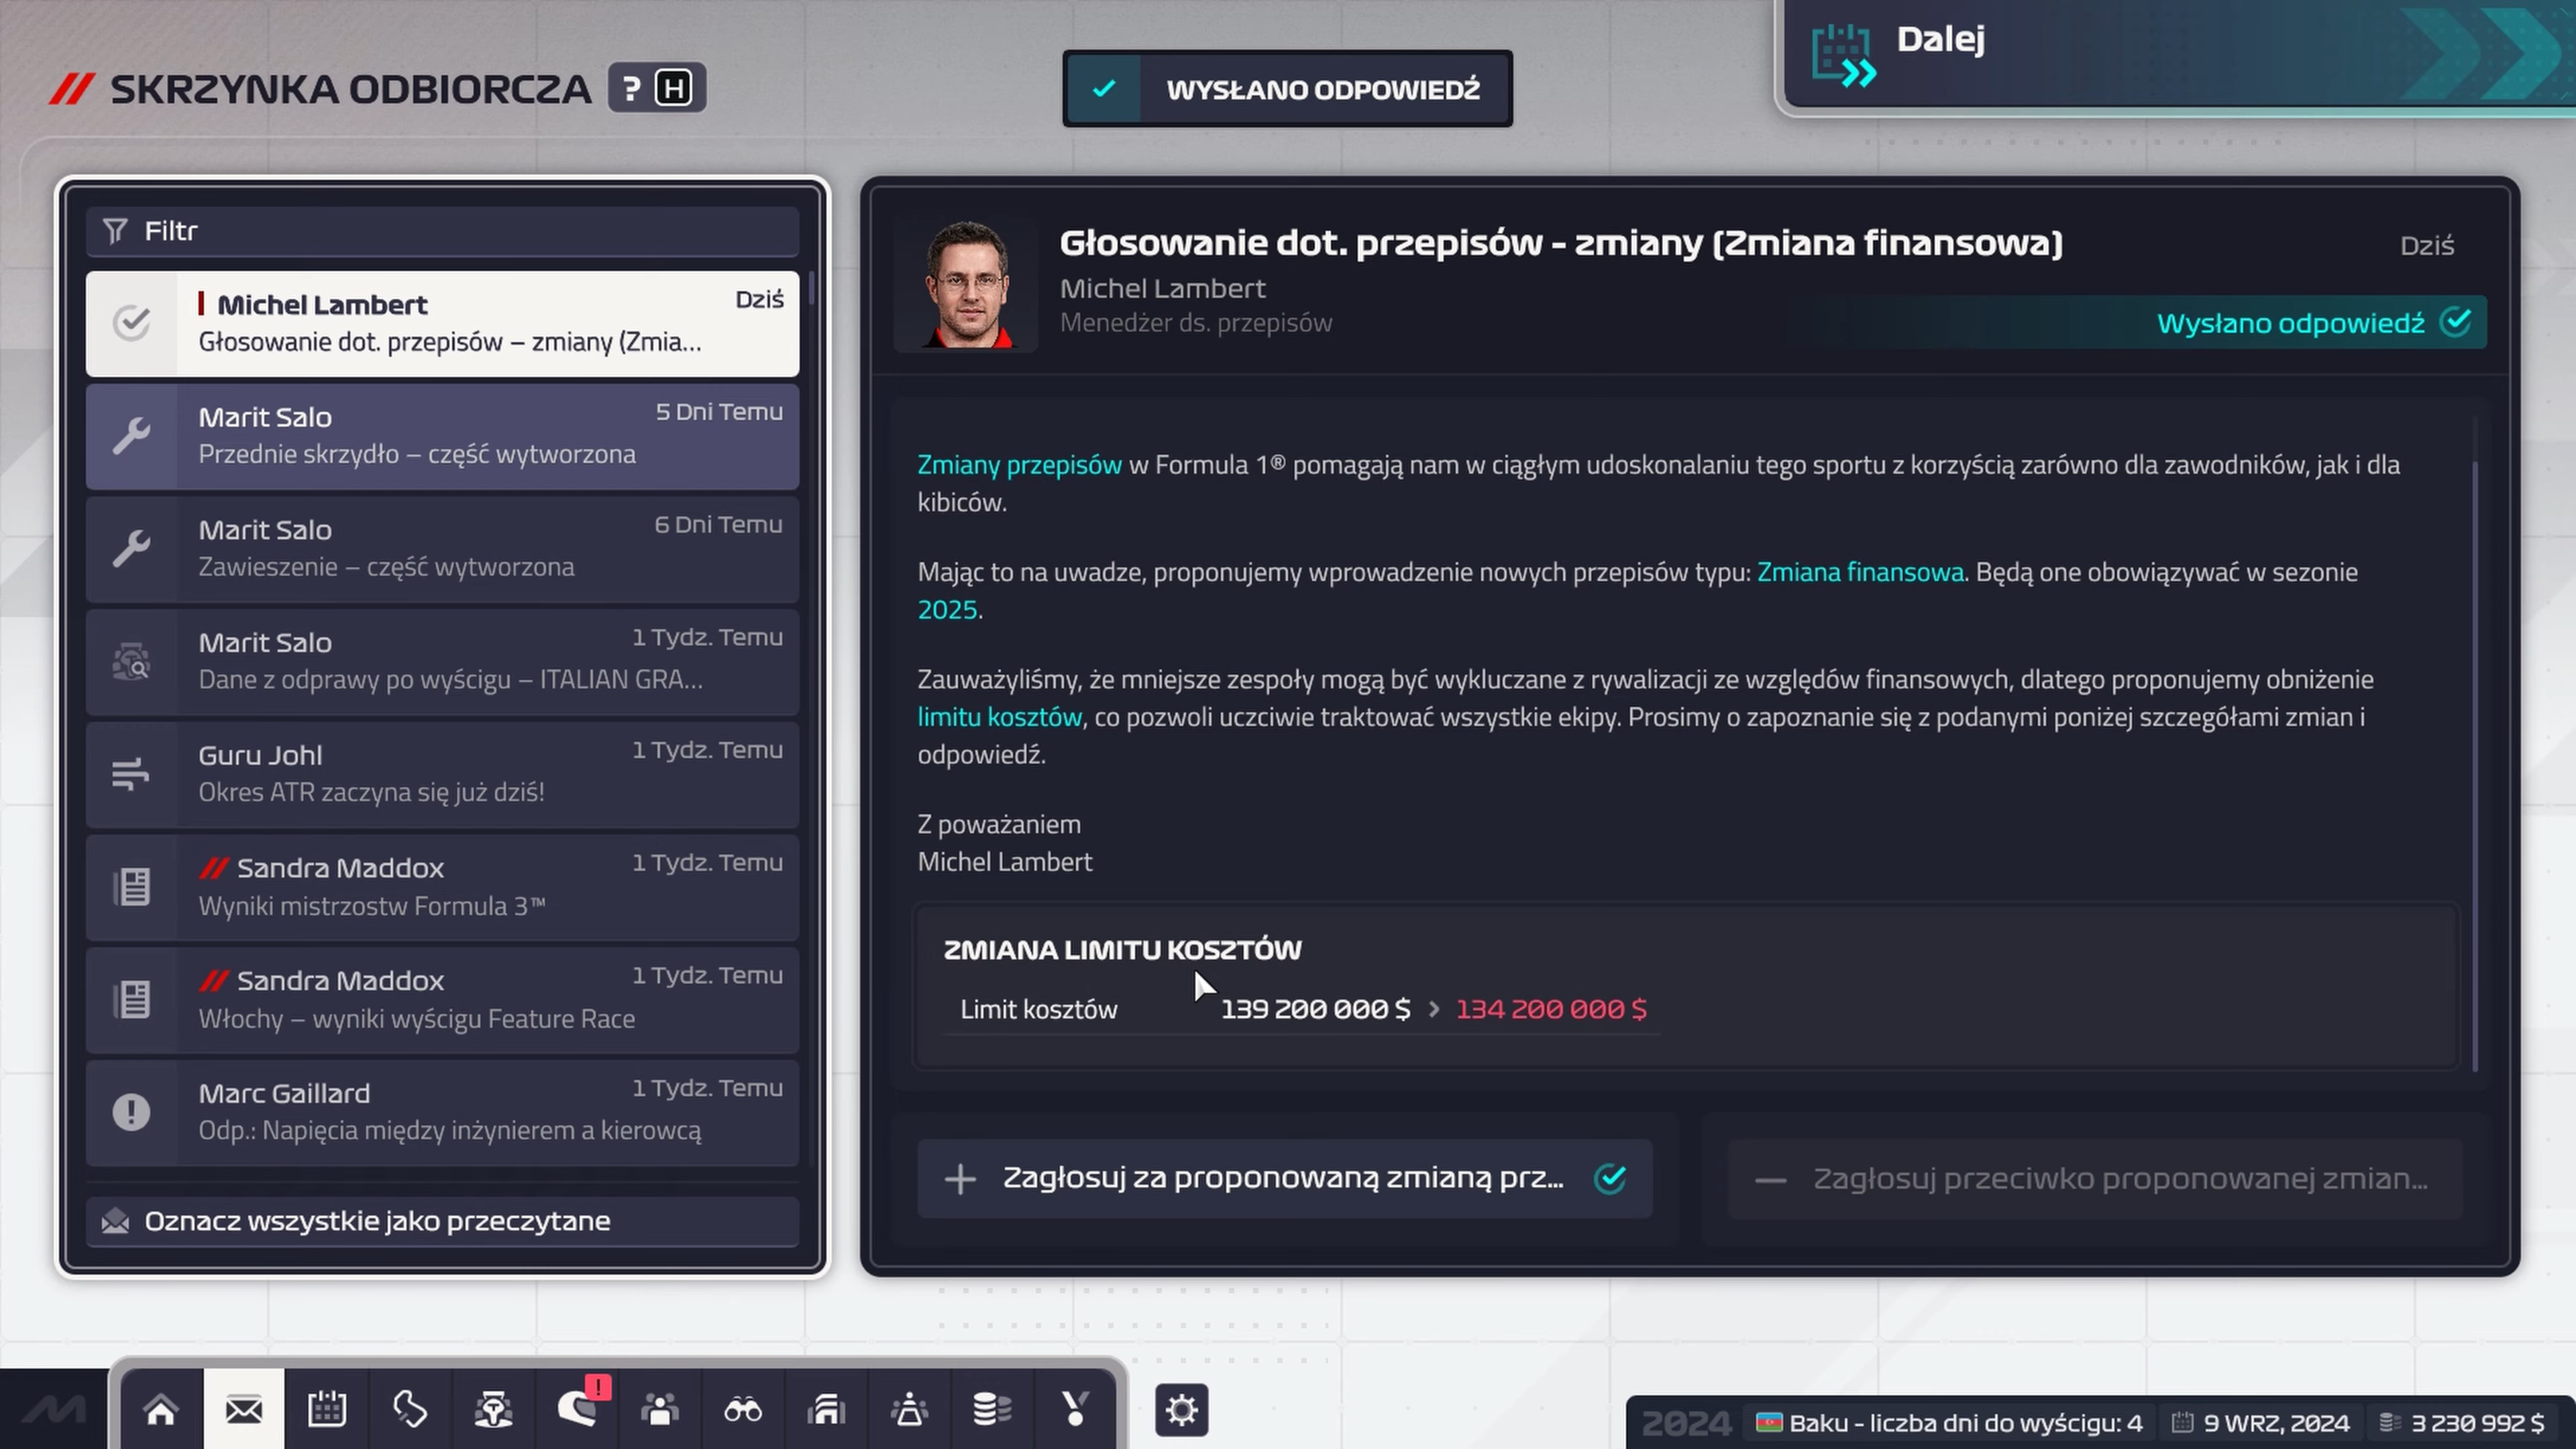 SKRZYNKA ODBIORCZA
? H
WYSŁANO ODPOWIEDŹ
Dalej
Filtr
Michel Lambert
Dziś
Głosowanie dot. przepisów – zmiany (Zmia...
Marit Salo
5 Dni Temu
Przednie skrzydło – część wytworzona
Marit Salo
6 Dni Temu
Zawieszenie – część wytworzona
Marit Salo
1 Tydz. Temu
Dane z odprawy po wyścigu – ITALIAN GRA...
Guru Johl
1 Tydz. Temu
Okres ATR zaczyna się już dziś!
Sandra Maddox
1 Tydz. Temu
Wyniki mistrzostw Formula 3™
Sandra Maddox
1 Tydz. Temu
Włochy – wyniki wyścigu Feature Race
Marc Gaillard
1 Tydz. Temu
Odp.: Napięcia między inżynierem a kierowcą
Oznacz wszystkie jako przeczytane
Głosowanie dot. przepisów - zmiany (Zmiana finansowa)
Dziś
Michel Lambert
Menedżer ds. przepisów
Wysłano odpowiedź
Zmiany przepisów w Formula 1® pomagają nam w ciągłym udoskonalaniu tego sportu z korzyścią zarówno dla zawodników, jak i dla
kibiców.
Mając to na uwadze, proponujemy wprowadzenie nowych przepisów typu: Zmiana finansowa. Będą one obowiązywać w sezonie
2025.
Zauważyliśmy, że mniejsze zespoły mogą być wykluczane z rywalizacji ze względów finansowych, dlatego proponujemy obniżenie
limitu kosztów, co pozwoli uczciwie traktować wszystkie ekipy. Prosimy o zapoznanie się z podanymi poniżej szczegółami zmian i
odpowiedź.
Z poważaniem
Michel Lambert
ZMIANA LIMITU KOSZTÓW
Limit kosztów 139 200 000 $ > 134 200 000 $
Zagłosuj za proponowaną zmianą prz...
Zagłosuj przeciwko proponowanej zmian...
2024
Baku - liczba dni do wyścigu: 4
9 WRZ, 2024
3 230 992 $